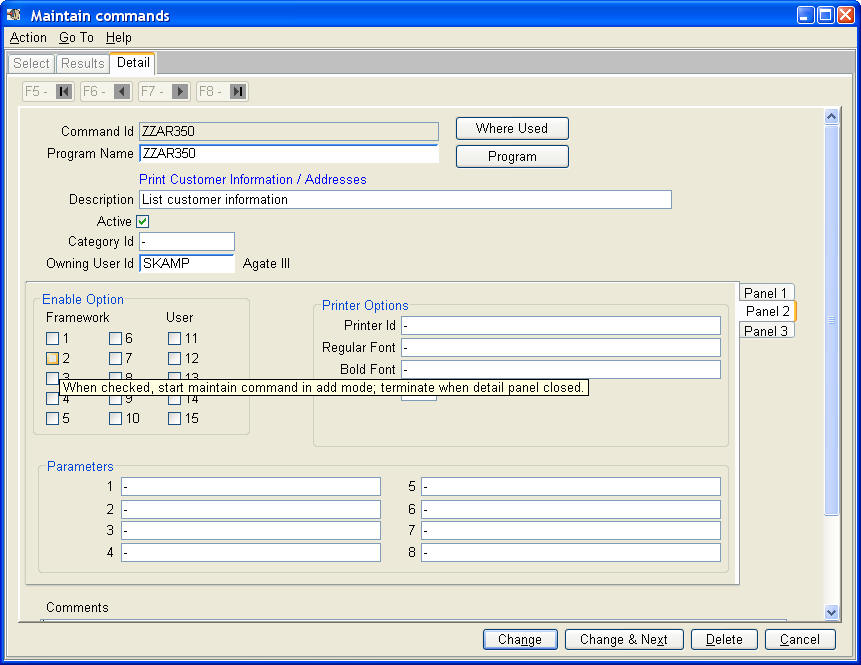 Maintain commands
Action Go To Help
Select Results Detail
F5 - F6 - F7 - F8 -
Command Id ZZAR350 Where Used
Program Name ZZAR350 Program
Print Customer Information / Addresses
Description List customer information
Active
Category Id -
Owning User Id SKAMP Agate III
Panel 1
Panel 2
Panel 3
Enable Option
Framework User
1 6 11
2 7 12
3 8 13
4 9 14
5 10 15
When checked, start maintain command in add mode; terminate when detail panel closed.
Printer Options
Printer Id -
Regular Font -
Bold Font -
Parameters
1 - 5 -
2 - 6 -
3 - 7 -
4 - 8 -
Comments
Change Change & Next Delete Cancel